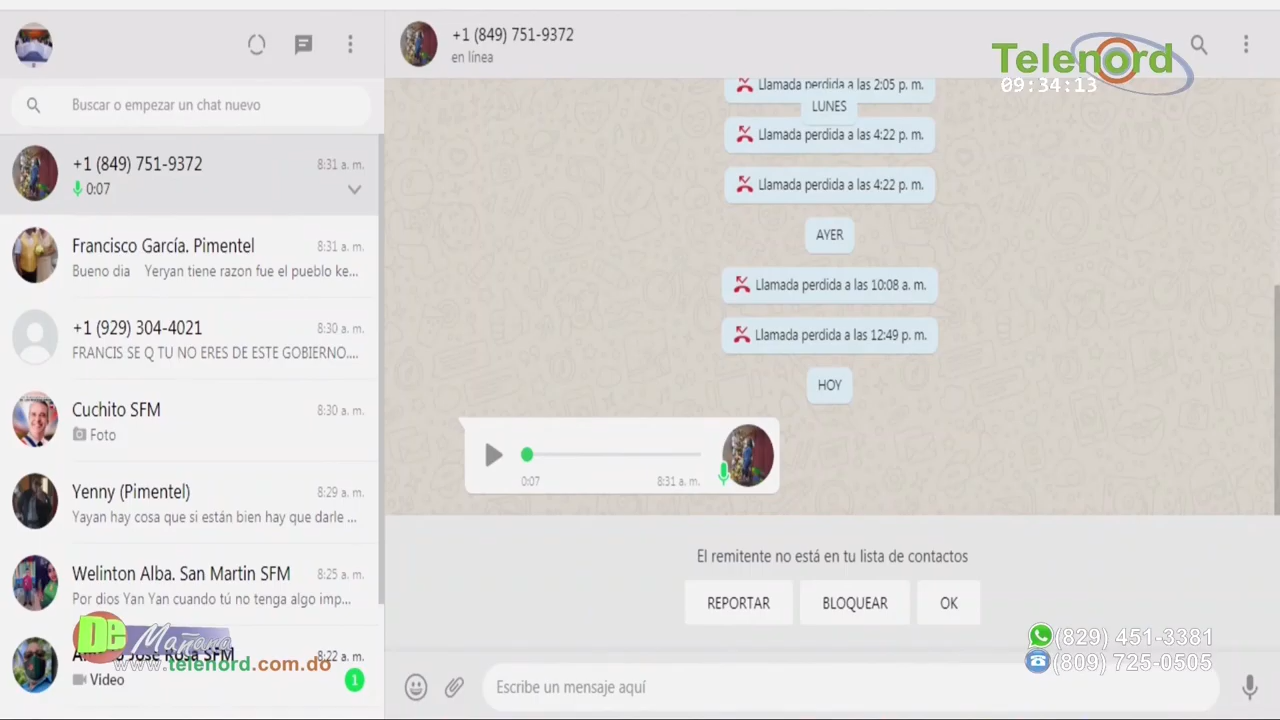 +1 (849) 751-9372
en línea
Telenord
09:34:13
Buscar o empezar un chat nuevo
+1 (849) 751-9372
8:31 a. m.
0:07
Francisco García. Pimentel
8:31 a. m.
Bueno dia Yeryan tiene razon fue el pueblo ke...
+1 (929) 304-4021
8:30 a. m.
FRANCIS SE Q TU NO ERES DE ESTE GOBIERNO....
Cuchito SFM
8:30 a. m.
Foto
Yenny (Pimentel)
8:29 a. m.
Yayan hay cosa que si están bien hay que darle ...
Welinton Alba. San Martin SFM
8:25 a. m.
Por dios Yan Yan cuando tú no tenga algo imp...
SFM
8:22 a. m.
Video
1
De Mañana
www.telenord.com.do
Llamada perdida a las 2:05 p. m.
LUNES
Llamada perdida a las 4:22 p. m.
Llamada perdida a las 4:22 p. m.
AYER
Llamada perdida a las 10:08 a. m.
Llamada perdida a las 12:49 p. m.
HOY
0:07
8:31 a. m.
El remitente no está en tu lista de contactos
REPORTAR
BLOQUEAR
OK
(829) 451-3381
(809) 725-0505
Escribe un mensaje aquí